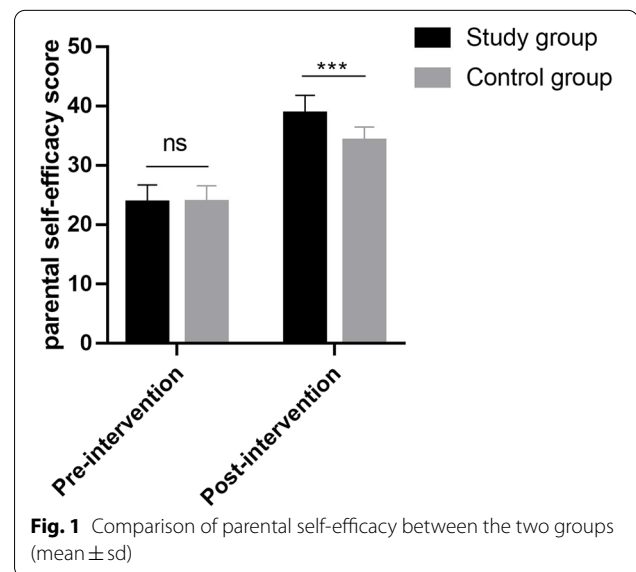 Study group
Control group
parental self-efficacy score
50
40
30
20
10
0
ns
***
Pre-intervention
Post-intervention
Fig. 1 Comparison of parental self-efficacy between the two groups
(mean ± sd)